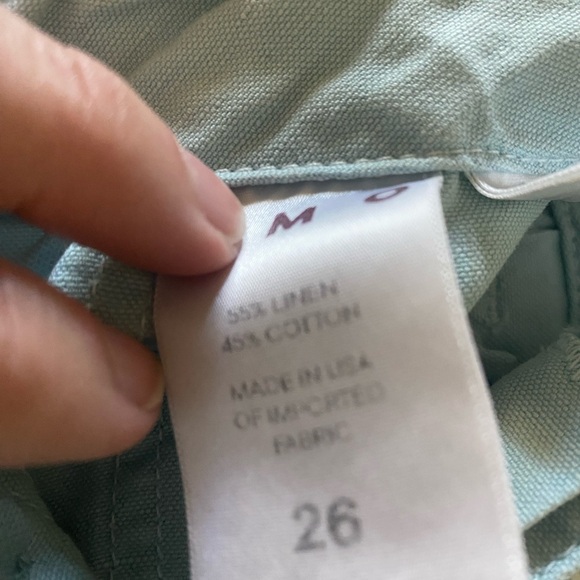 M O
55% LINEN
45% COTTON
MADE IN USA
OF IMPORTED
FABRIC
26